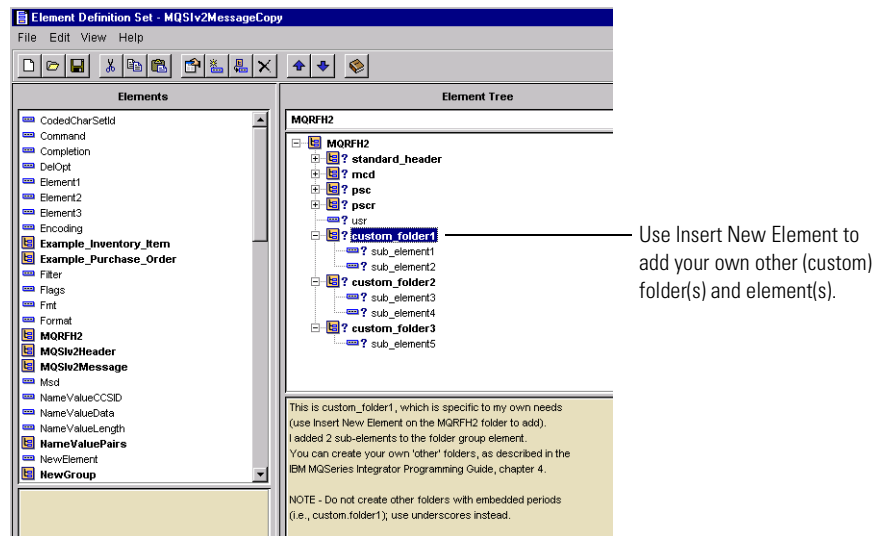 Element Definition Set - MQSIv2MessageCopy
File Edit View Help
Elements
CodedCharSetId
Command
Completion
DelOpt
Element1
Element2
Element3
Encoding
Example_Inventory_Item
Example_Purchase_Order
Filter
Flags
Fmt
Format
MQRFH2
MQSIv2Header
MQSIv2Message
Msd
NameValueCCSID
NameValueData
NameValueLength
NameValuePairs
NewElement
NewGroup
Element Tree
MQRFH2
MQRFH2
? standard_header
? mcd
? psc
? pscr
? usr
? custom_folder1
? sub_element1
? sub_element2
? custom_folder2
? sub_element3
? sub_element4
? custom_folder3
? sub_element5
This is custom_folder1, which is specific to my own needs
(use Insert New Element on the MQRFH2 folder to add).
I added 2 sub-elements to the folder group element.
You can create your own 'other' folders, as described in the
IBM MQSeries Integrator Programming Guide, chapter 4.
NOTE - Do not create other folders with embedded periods
(i.e., custom.folder1); use underscores instead.
Use Insert New Element to
add your own other (custom)
folder(s) and element(s).